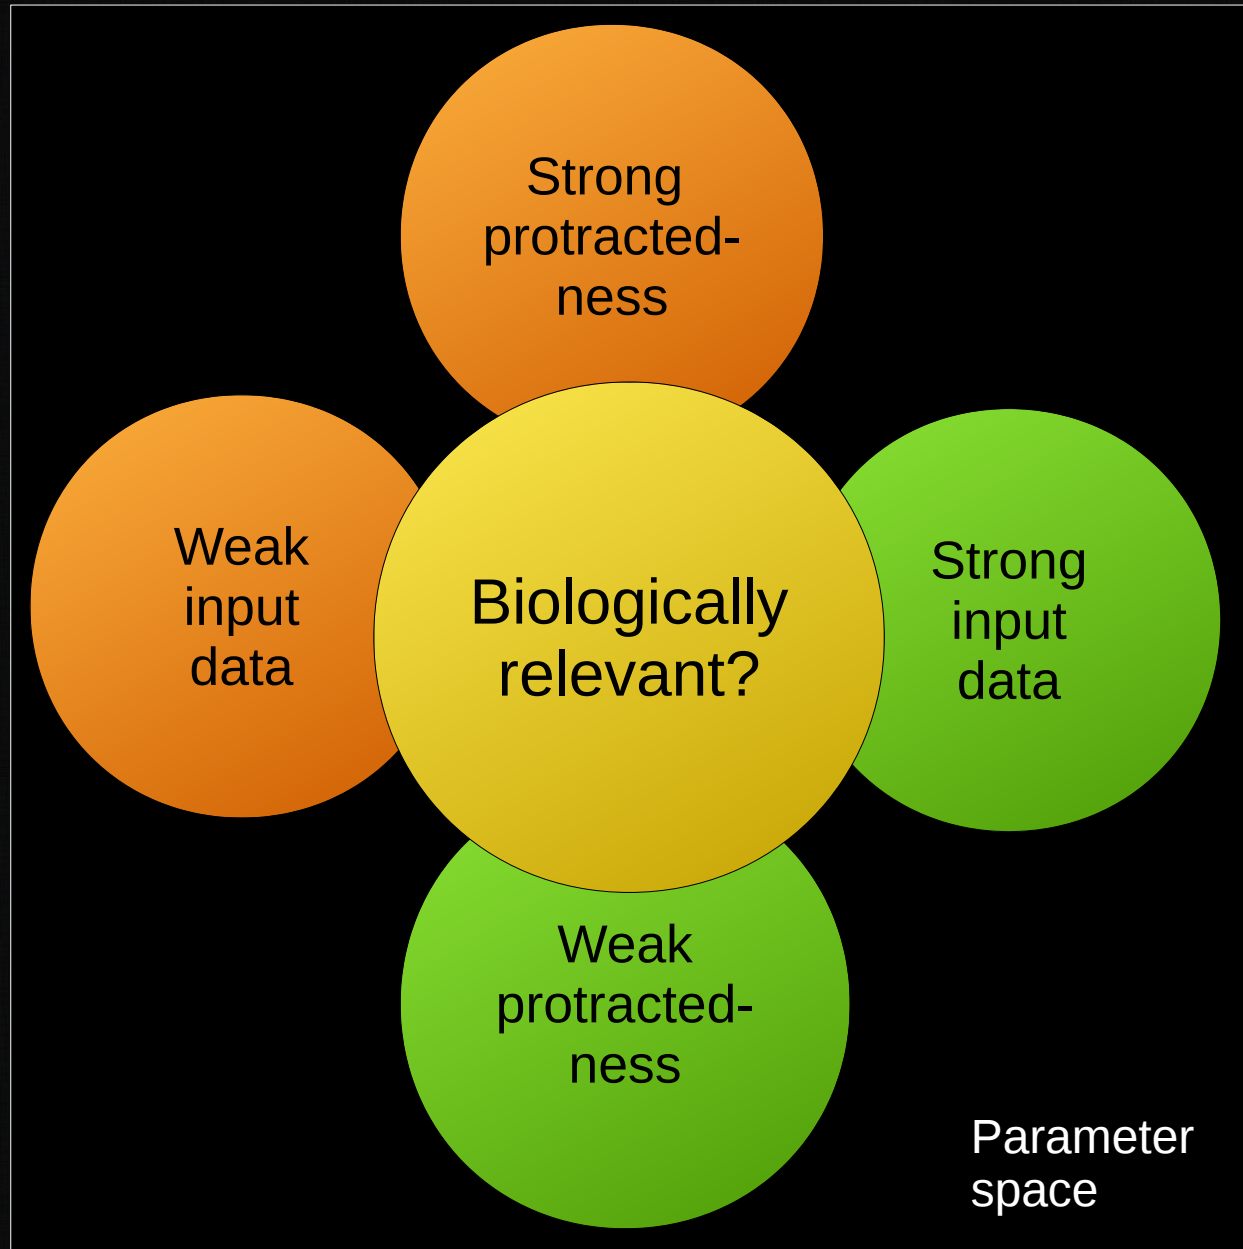 Strong
protracted-
ness
Weak
input
data
Biologically
relevant?
Strong
input
data
Weak
protracted-
ness
Parameter
space